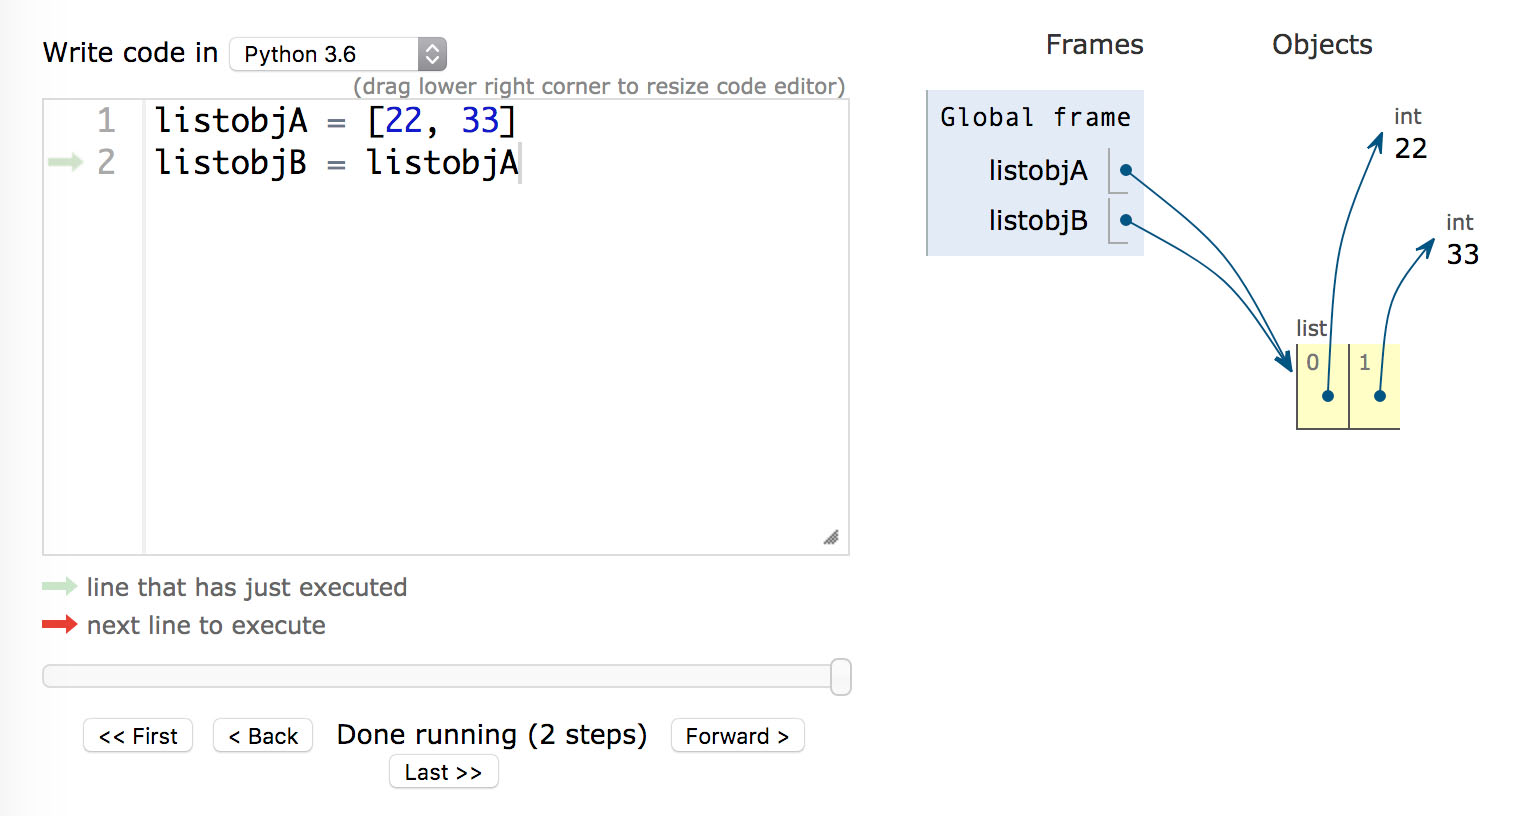 Write code in Python 3.6
(drag lower right corner to resize code editor)
1 listobjA = [22, 33]
2 listobjB = listobjA
line that has just executed
next line to execute
<< First < Back Done running (2 steps) Forward >
Last >>
Frames Objects
Global frame
listobjA
listobjB
int
22
int
33
list
0 1